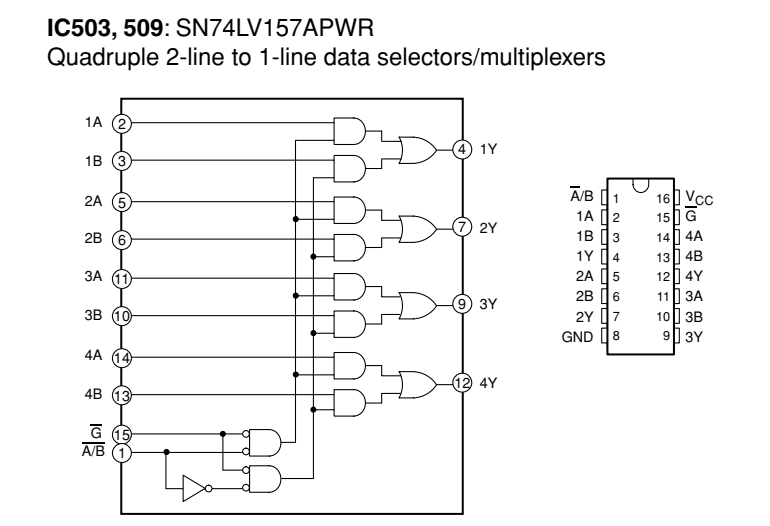 IC503, 509: SN74LV157APWR
Quadruple 2-line to 1-line data selectors/multiplexers
1A 2
1B 3
2A 5
2B 6
3A 11
3B 10
4A 14
4B 13
G̅ 15
A̅/̅B̅ 1
4 1Y
7 2Y
9 3Y
12 4Y
A̅/B 1 16 VCC
1A 2 15 G̅
1B 3 14 4A
1Y 4 13 4B
2A 5 12 4Y
2B 6 11 3A
2Y 7 10 3B
GND 8 9 3Y